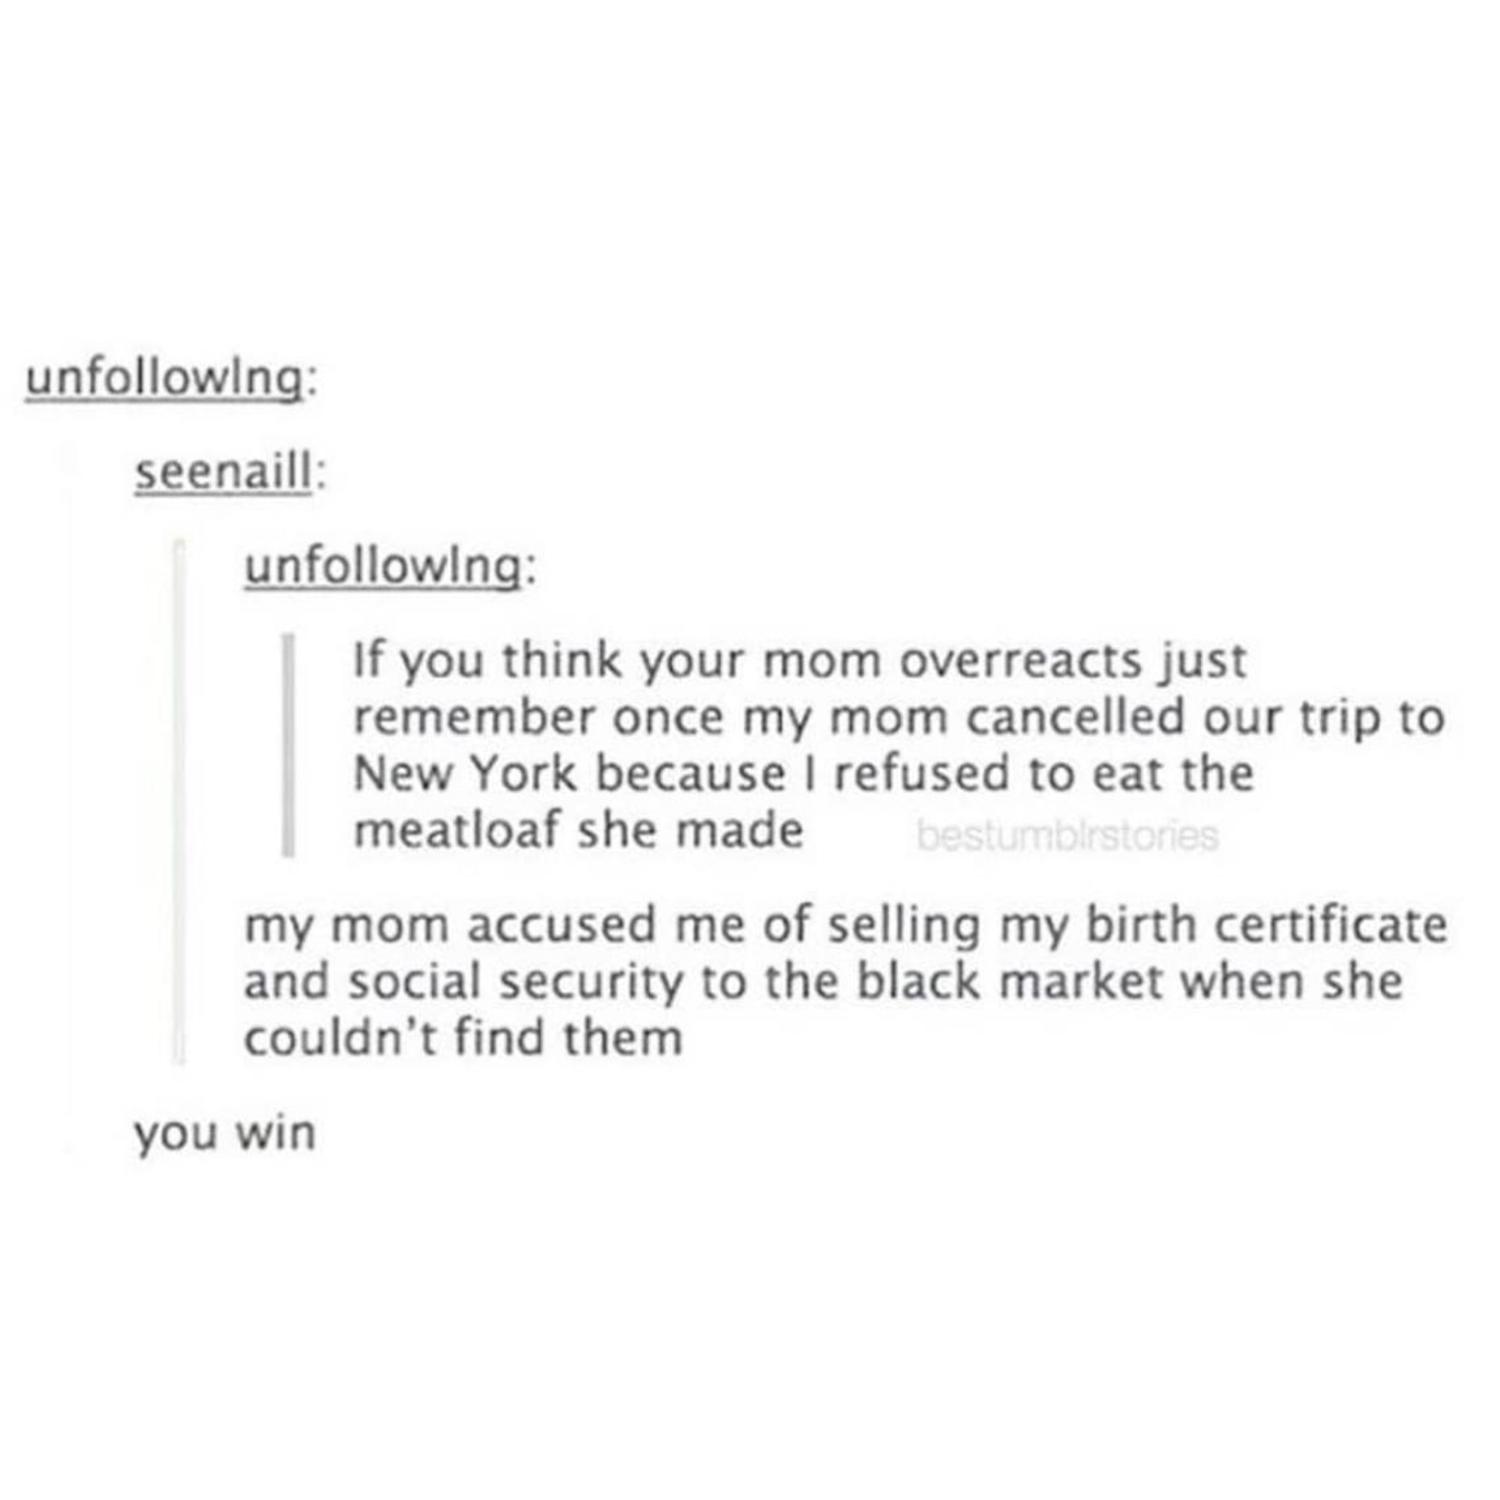 unfollowlng:
seenaill:
unfollowlng:
If you think your mom overreacts just
remember once my mom cancelled our trip to
New York because I refused to eat the
meatloaf she made
bestumblrstories
my mom accused me of selling my birth certificate
and social security to the black market when she
couldn't find them
you win